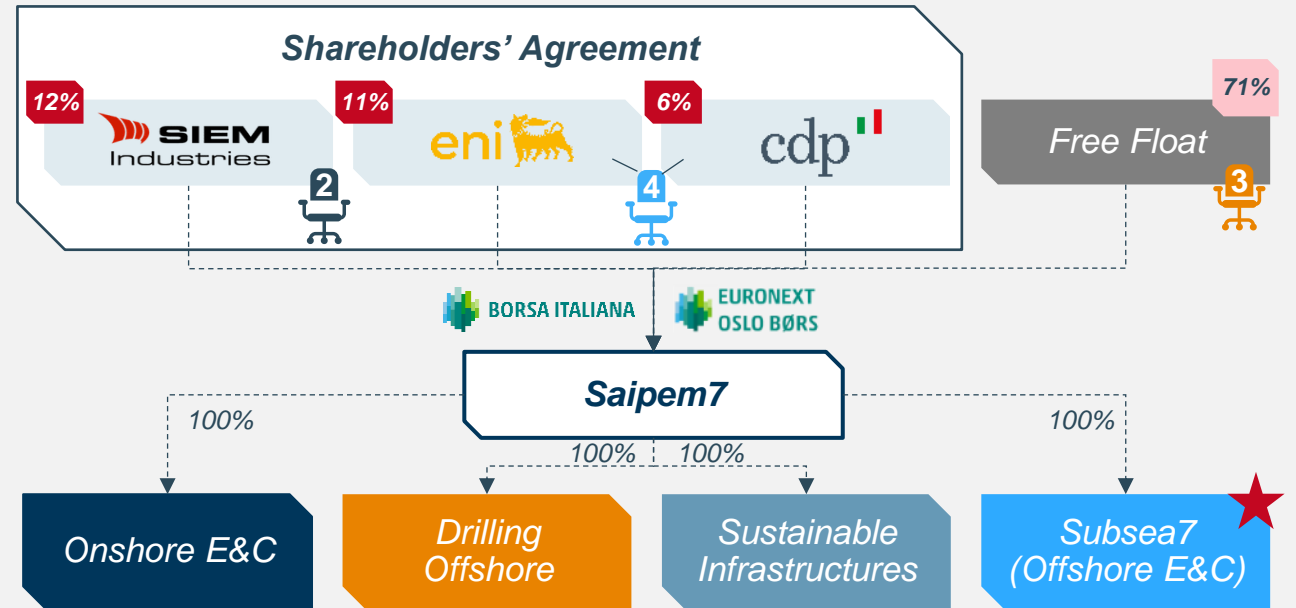 Shareholders' Agreement
12%
SIEM
Industries
2
11%
eni
4
6%
cdp
71%
Free Float
3
BORSA ITALIANA
EURONEXT
OSLO BØRS
Saipem7
100%
100%
100%
100%
Onshore E&C
Drilling
Offshore
Sustainable
Infrastructures
Subsea7
(Offshore E&C)